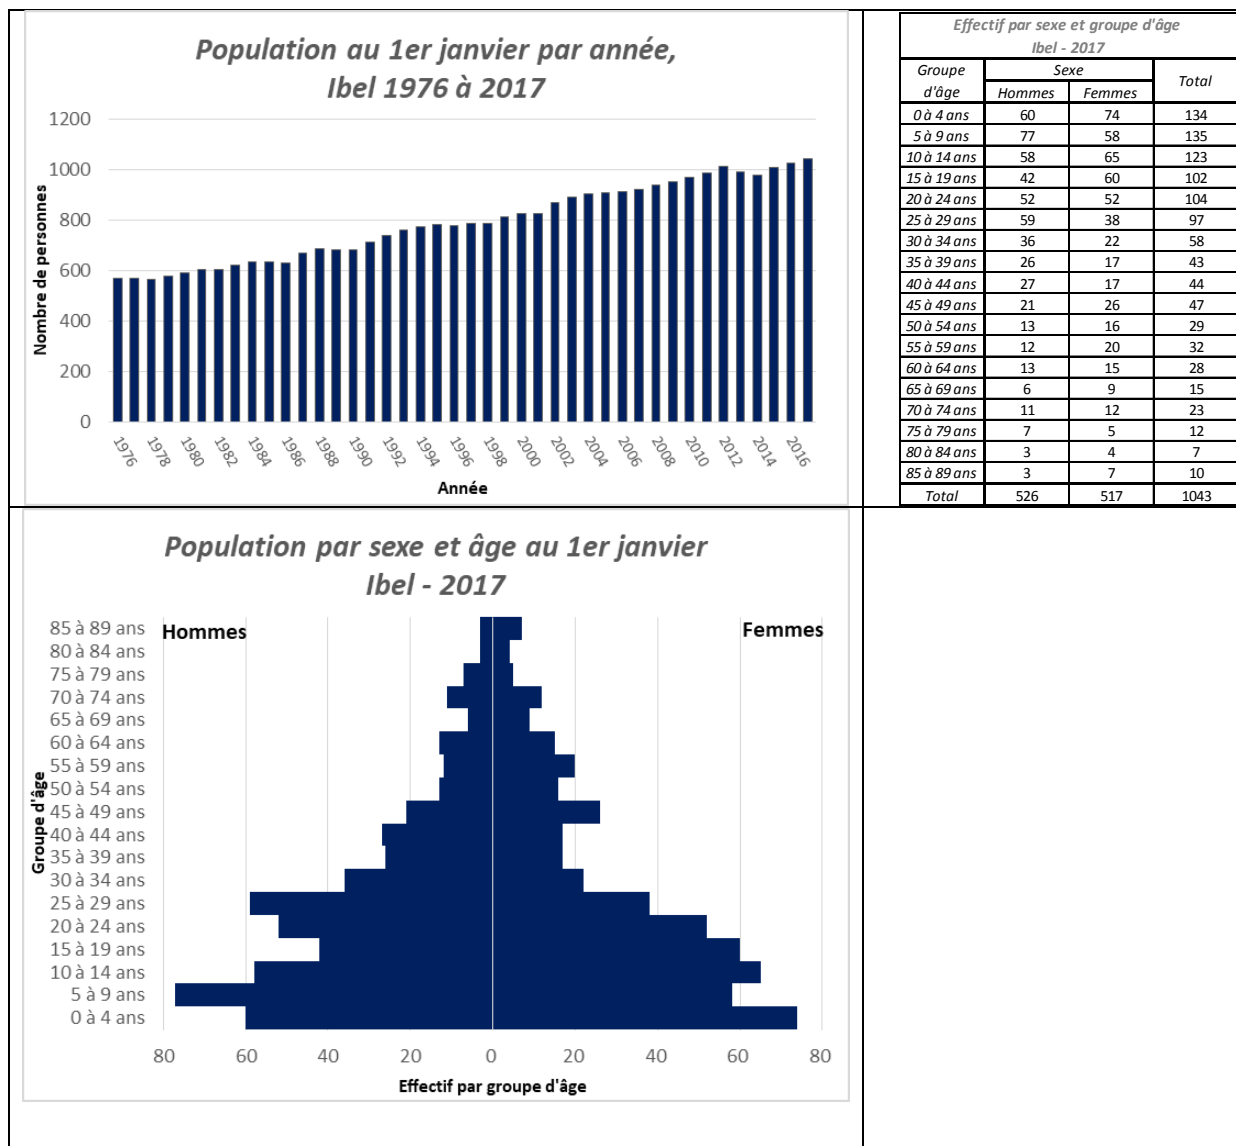 Population au 1er janvier par année,
Ibel 1976 à 2017
Nombre de personnes
1200
1000
800
600
400
200
0
1976 1978 1980 1982 1984 1986 1988 1990 1992 1994 1996 1998 2000 2002 2004 2006 2008 2010 2012 2014 2016
Année
Effectif par sexe et groupe d'âge
Ibel - 2017
Groupe d'âge Sexe Total
Hommes Femmes
0 à 4 ans 60 74 134
5 à 9 ans 77 58 135
10 à 14 ans 58 65 123
15 à 19 ans 42 60 102
20 à 24 ans 52 52 104
25 à 29 ans 59 38 97
30 à 34 ans 36 22 58
35 à 39 ans 26 17 43
40 à 44 ans 27 17 44
45 à 49 ans 21 26 47
50 à 54 ans 13 16 29
55 à 59 ans 12 20 32
60 à 64 ans 13 15 28
65 à 69 ans 6 9 15
70 à 74 ans 11 12 23
75 à 79 ans 7 5 12
80 à 84 ans 3 4 7
85 à 89 ans 3 7 10
Total 526 517 1043
Population par sexe et âge au 1er janvier
Ibel - 2017
Hommes Femmes
Groupe d'âge
85 à 89 ans
80 à 84 ans
75 à 79 ans
70 à 74 ans
65 à 69 ans
60 à 64 ans
55 à 59 ans
50 à 54 ans
45 à 49 ans
40 à 44 ans
35 à 39 ans
30 à 34 ans
25 à 29 ans
20 à 24 ans
15 à 19 ans
10 à 14 ans
5 à 9 ans
0 à 4 ans
80 60 40 20 0 20 40 60 80
Effectif par groupe d'âge